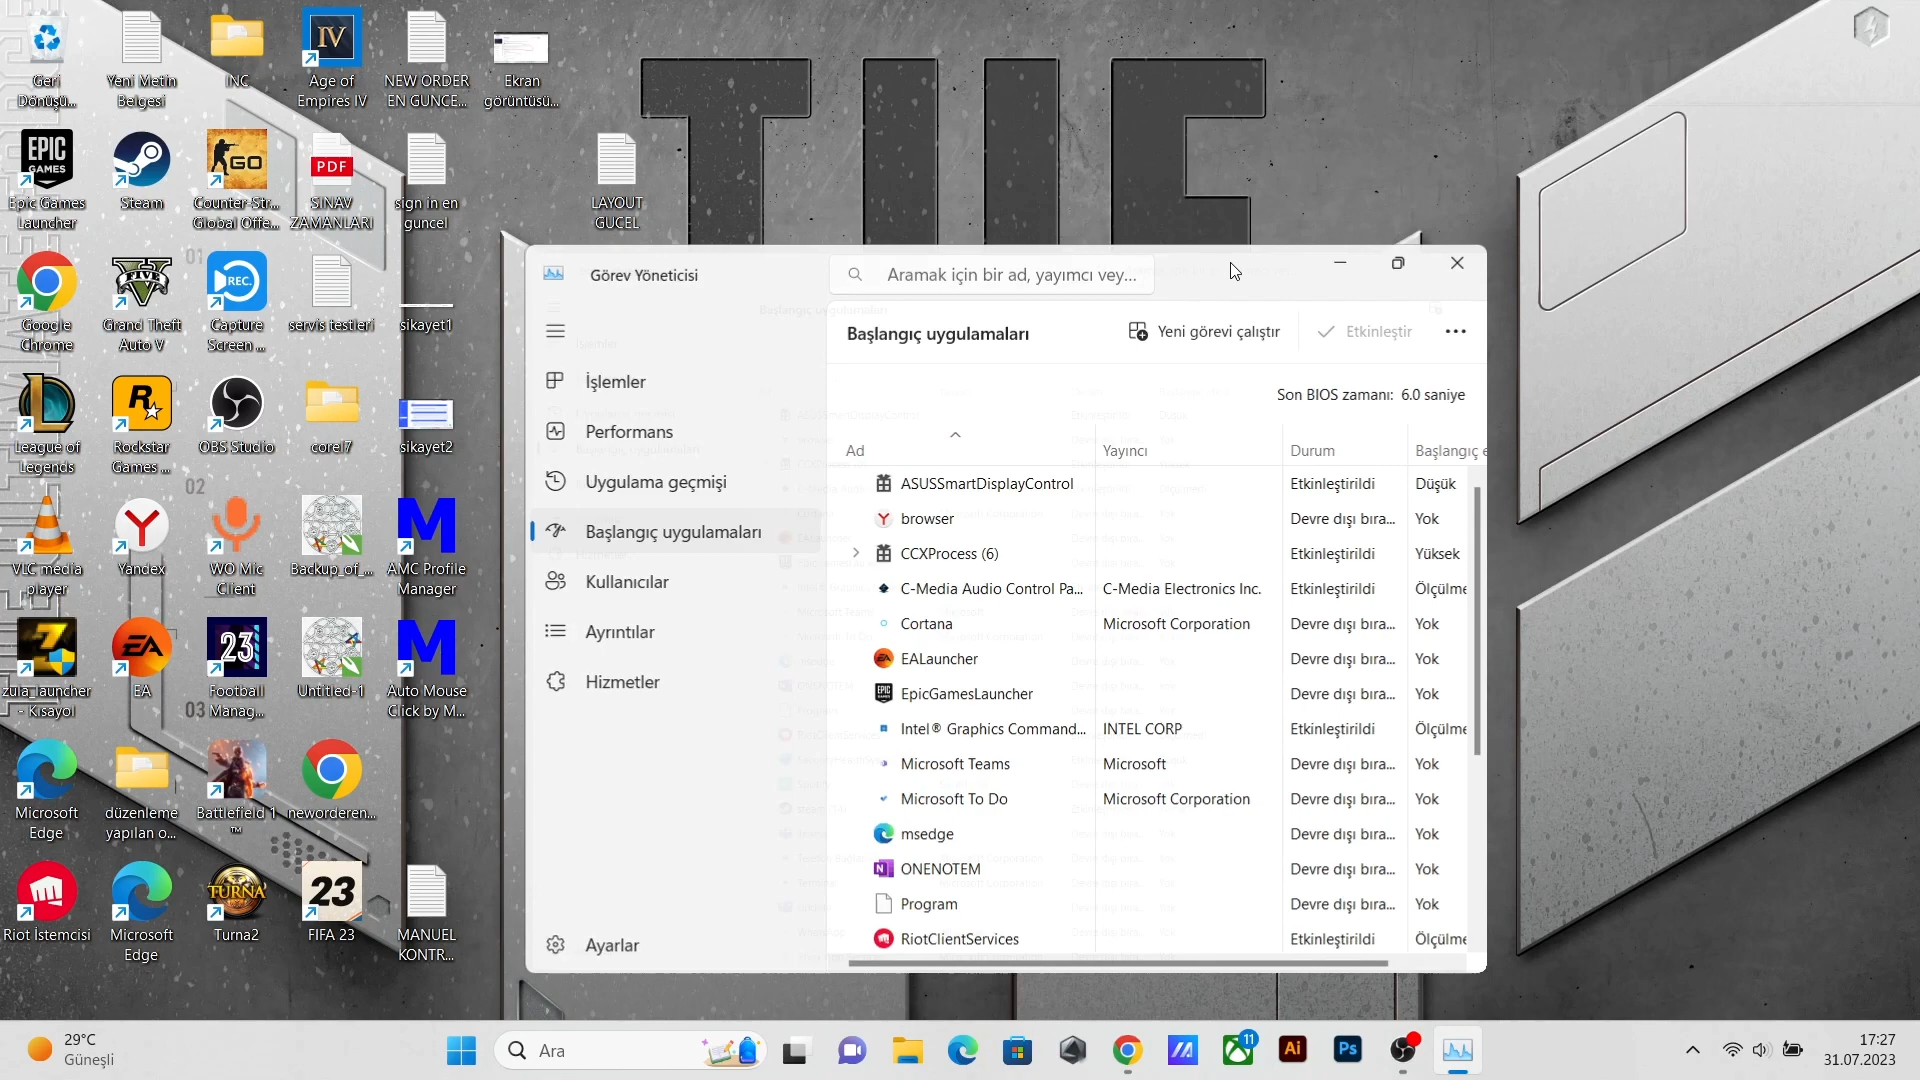 Geri
Dönüşü...
Yeni Metin
Belgesi
INC
Age of
Empires IV
NEW ORDER
EN GUNCE...
Ekran
görüntüsü...
Epic Games
Launcher
Steam
Counter-Str...
Global Offe...
SINAV
ZAMANLARI
sign in en
guncel
LAYOUT
GUCEL
Google
Chrome
Grand Theft
Auto V
Capture
Screen ...
servis testleri
sikayet1
League of
Legends
Rockstar
Games ...
OBS Studio
corel7
sikayet2
VLC media
player
Yandex
WO Mic
Client
Backup_of_...
AMC Profile
Manager
zula_launcher
- Kısayol
EA
Football
Manag...
Untitled-1
Auto Mouse
Click by M...
Microsoft
Edge
düzenleme
yapılan o...
Battlefield 1
™
neworderen...
Riot İstemcisi
Microsoft
Edge
Turna2
FIFA 23
MANUEL
KONTR...
01
02
03
Görev Yöneticisi
Aramak için bir ad, yayımcı vey...
Başlangıç uygulamaları
Yeni görevi çalıştır
Etkinleştir
Son BIOS zamanı: 6.0 saniye
İşlemler
Performans
Uygulama geçmişi
Başlangıç uygulamaları
Kullanıcılar
Ayrıntılar
Hizmetler
Ayarlar
Ad Yayıncı Durum Başlangıç e
ASUSSmartDisplayControl Etkinleştirildi Düşük
browser Devre dışı bıra... Yok
CCXProcess (6) Etkinleştirildi Yüksek
C-Media Audio Control Pa... C-Media Electronics Inc. Etkinleştirildi Ölçülme
Cortana Microsoft Corporation Devre dışı bıra... Yok
EALauncher Devre dışı bıra... Yok
EpicGamesLauncher Devre dışı bıra... Yok
Intel® Graphics Command... INTEL CORP Etkinleştirildi Ölçülme
Microsoft Teams Microsoft Devre dışı bıra... Yok
Microsoft To Do Microsoft Corporation Devre dışı bıra... Yok
msedge Devre dışı bıra... Yok
ONENOTEM Devre dışı bıra... Yok
Program Devre dışı bıra... Yok
RiotClientServices Etkinleştirildi Ölçülme
29°C
Güneşli
Ara
11
17:27
31.07.2023